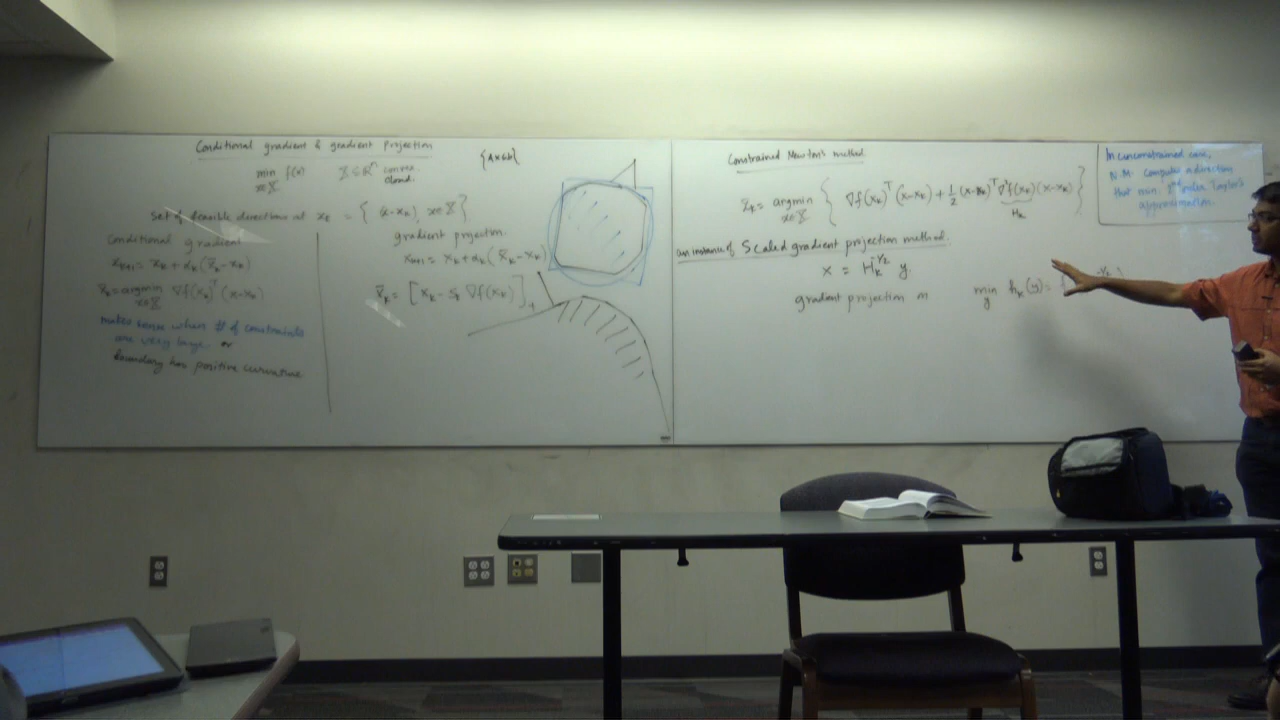 Conditional gradient & gradient projection
min f(x) X ⊆ ℝⁿ convex
x∈X closed.
{Ax≤b}
Set of feasible directions at x_k = { (x-x_k), x∈X }
Conditional gradient
x_{k+1} = x_k + α_k (x̄_k - x_k)
x̄_k = argmin ∇f(x_k)^T (x-x_k)
x∈X
makes sense when # of constraints
are very large or
boundary has positive curvature
gradient projection.
x_{k+1} = x_k + α_k (x̄_k - x_k)
x̄_k = [ x_k - s_k ∇f(x_k) ]_+
Constrained Newton's method.
x̄_k = argmin { ∇f(x_k)^T (x-x_k) + 1/2 (x-x_k)^T ∇²f(x_k) (x-x_k) }
x∈X H_k
an instance of Scaled gradient projection method.
x = H_k^{-1/2} y.
gradient projection on min h_k(y) =
y
In unconstrained case,
N.M. computes a direction
that min. 2nd order Taylor's
approximation.